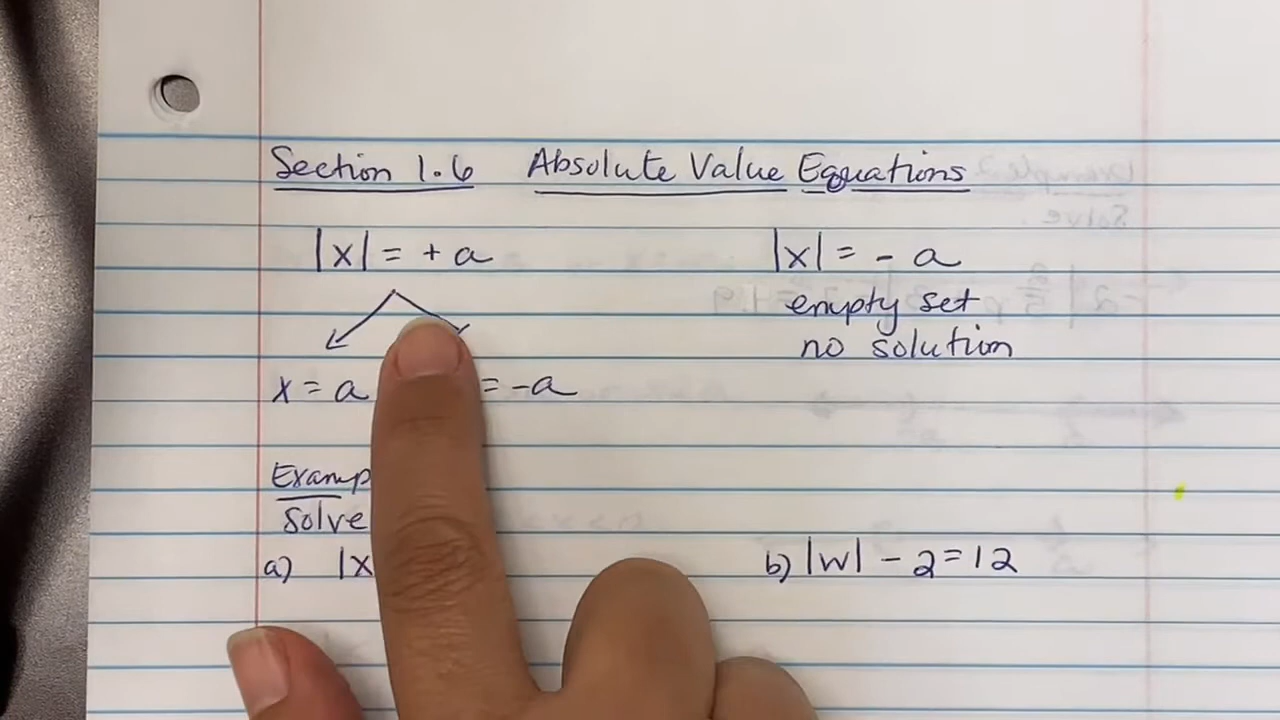 Section 1.6 Absolute Value Equations
|x| = + a
|x| = - a
empty set
no solution
x = a = -a
Examp
Solve
a) |x
b) |w| - 2 = 12